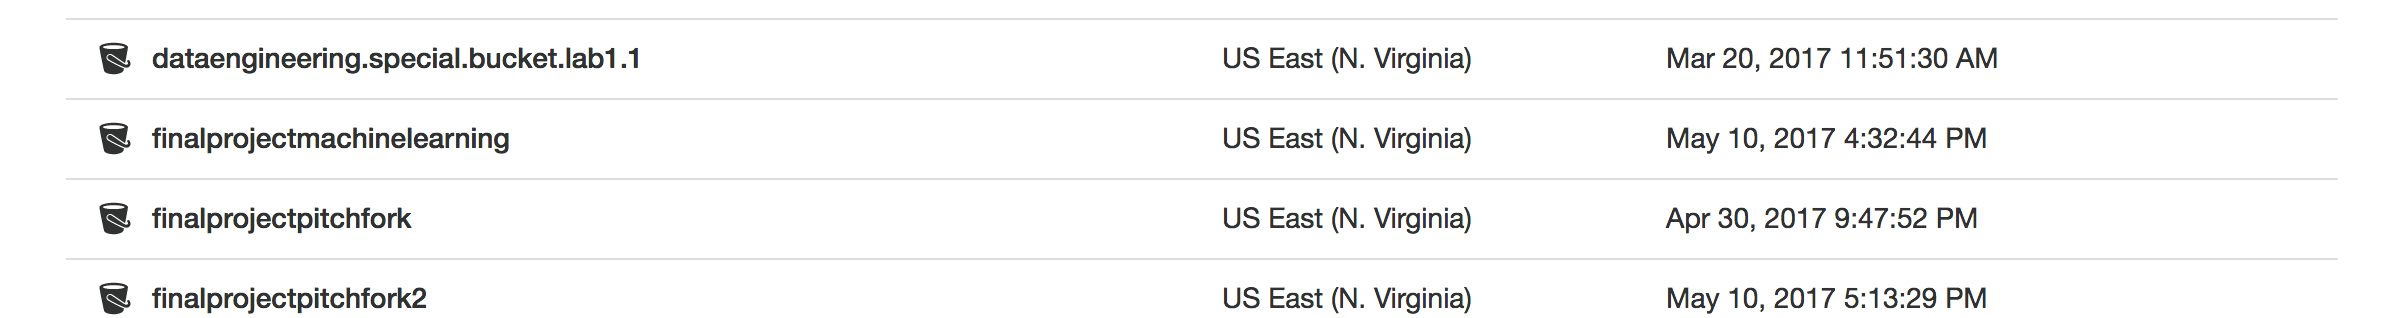 dataengineering.special.bucket.lab1.1 US East (N. Virginia) Mar 20, 2017 11:51:30 AM
finalprojectmachinelearning US East (N. Virginia) May 10, 2017 4:32:44 PM
finalprojectpitchfork US East (N. Virginia) Apr 30, 2017 9:47:52 PM
finalprojectpitchfork2 US East (N. Virginia) May 10, 2017 5:13:29 PM